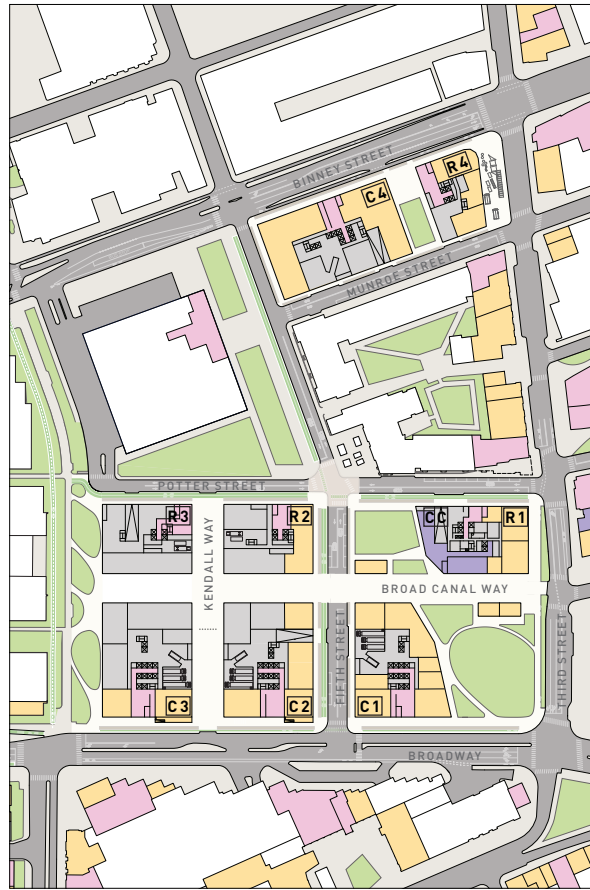 BINNEY STREET
R4
C4
MUNROE STREET
POTTER STREET
R3
R2
CC
R1
KENDALL WAY
BROAD CANAL WAY
FIFTH STREET
THIRD STREET
C3
C2
C1
BROADWAY